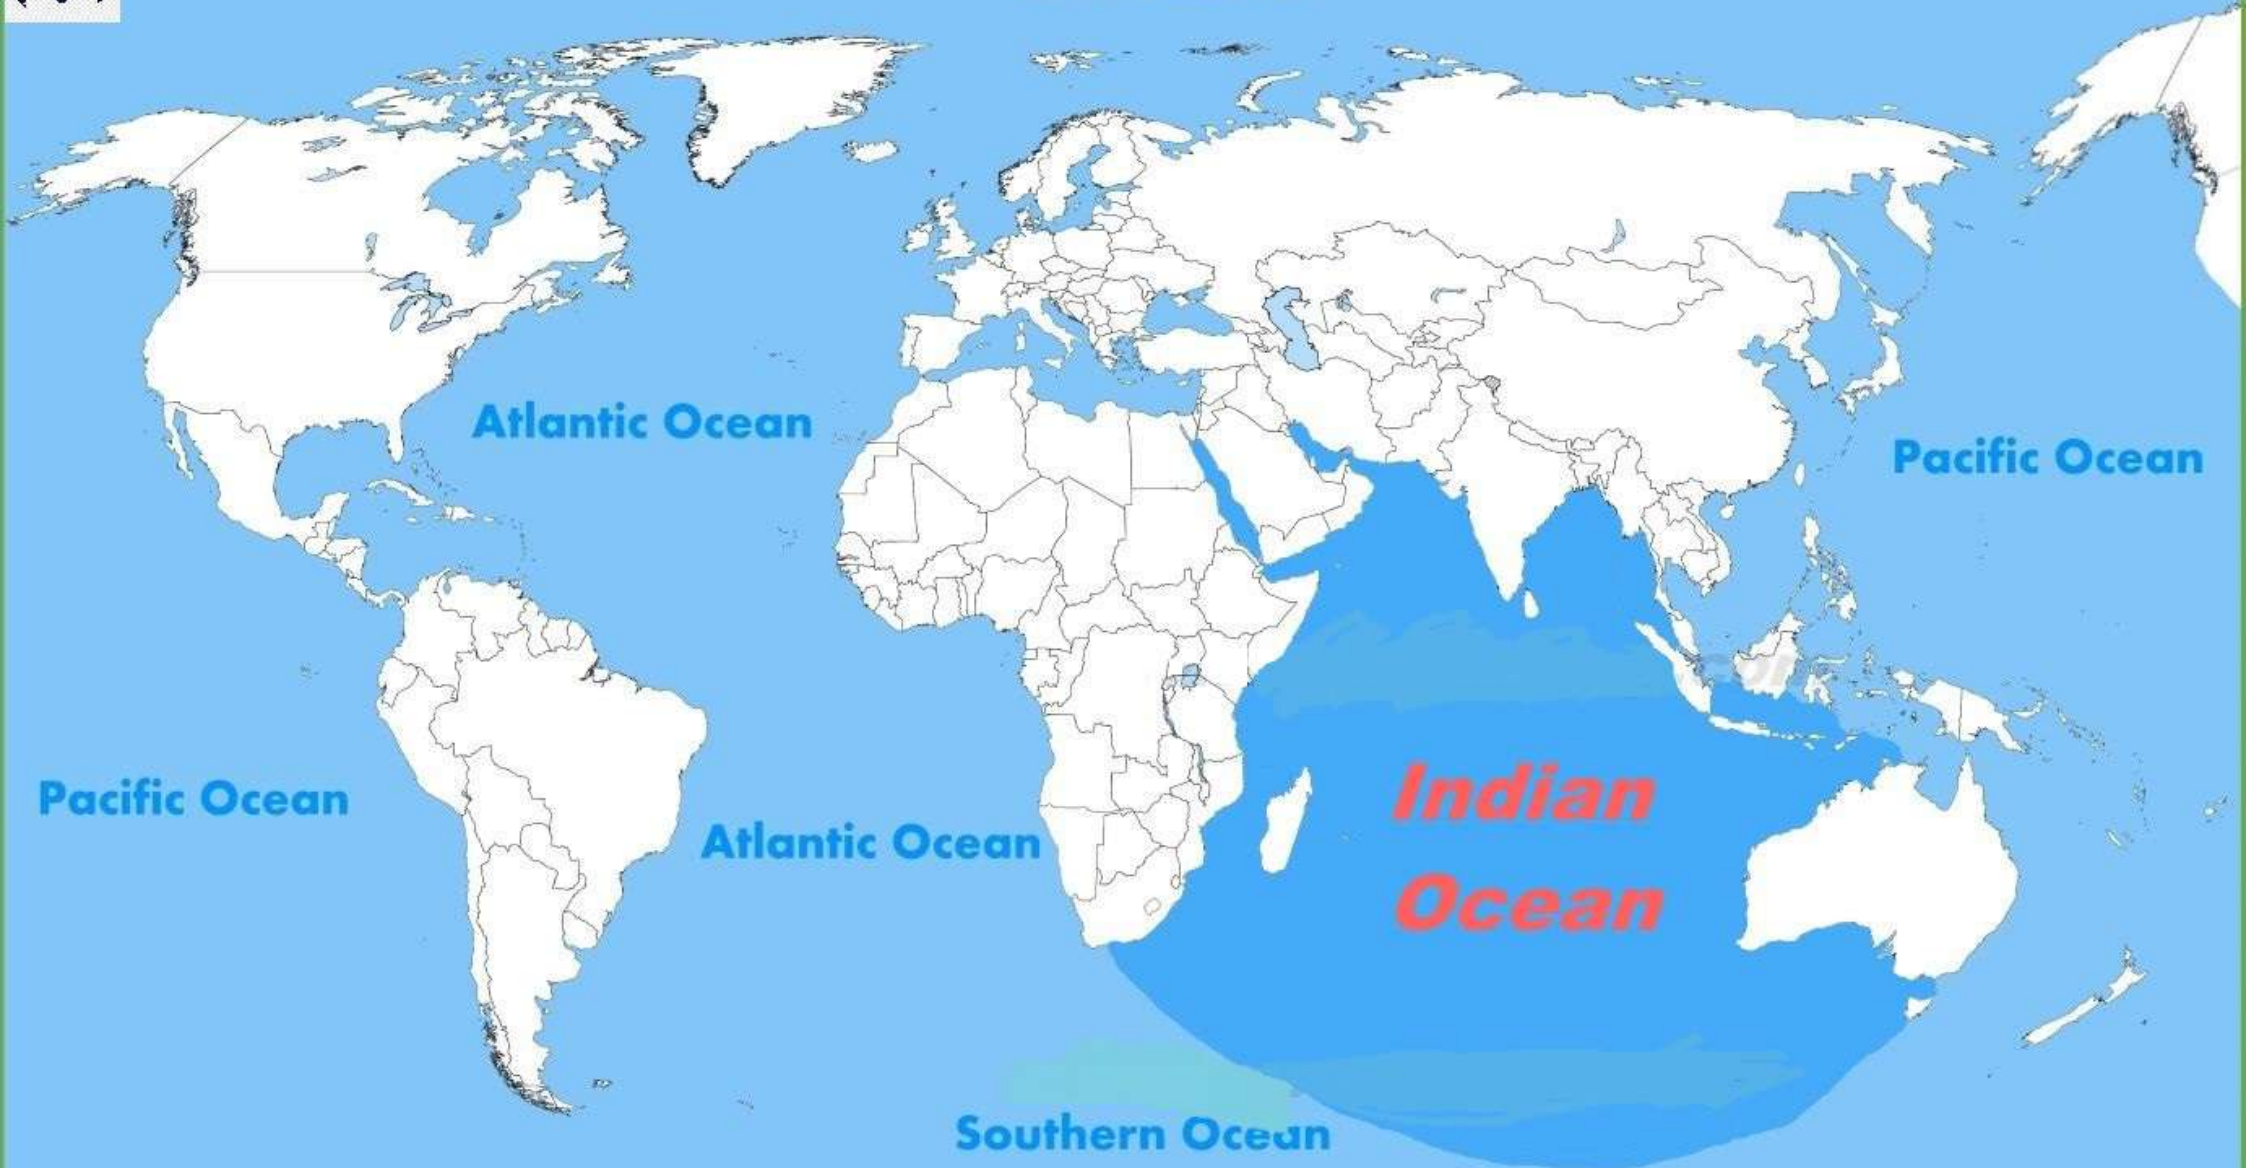 Atlantic Ocean
Pacific Ocean
Indian
Ocean
Pacific Ocean
Atlantic Ocean
Southern Ocean